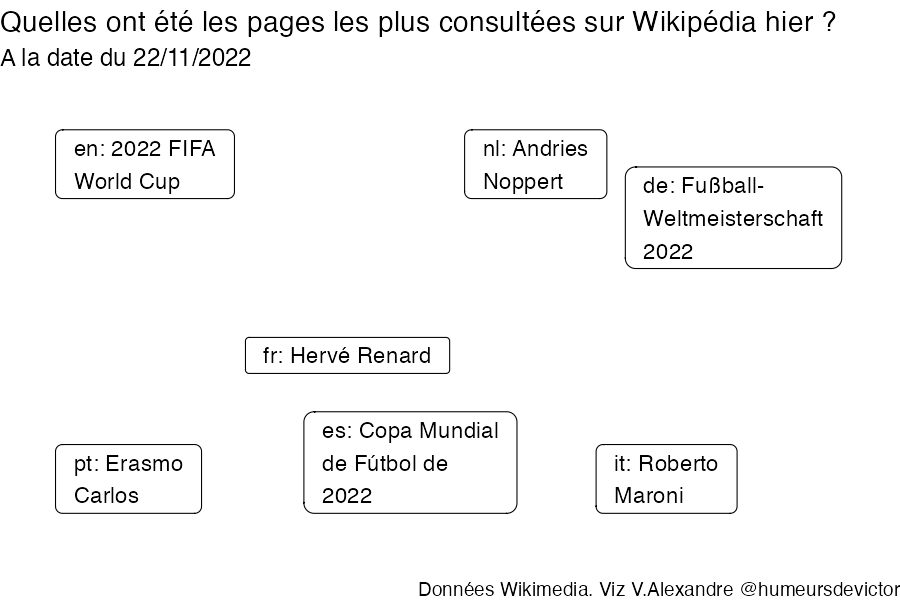 Quelles ont été les pages les plus consultées sur Wikipédia hier ?
A la date du 22/11/2022
en: 2022 FIFA
World Cup
nl: Andries
Noppert
de: Fußball-
Weltmeisterschaft
2022
fr: Hervé Renard
es: Copa Mundial
de Fútbol de
2022
pt: Erasmo
Carlos
it: Roberto
Maroni
Données Wikimedia. Viz V.Alexandre @humeursdevictor